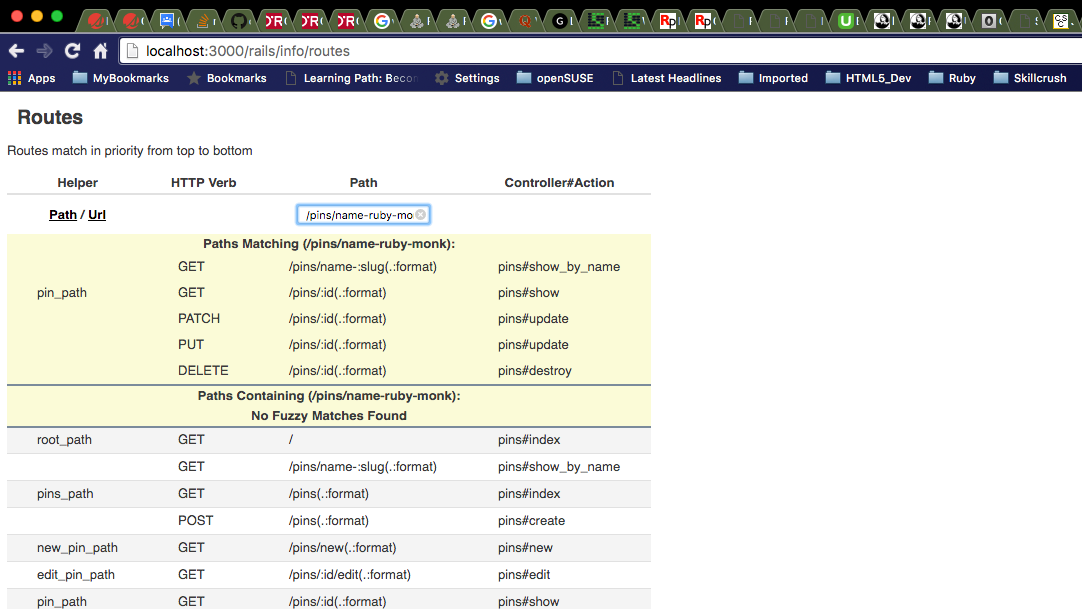 localhost:3000/rails/info/routes
Apps MyBookmarks Bookmarks Learning Path: Becom Settings openSUSE Latest Headlines Imported HTML5_Dev Ruby Skillcrush
Routes
Routes match in priority from top to bottom
Helper HTTP Verb Path Controller#Action
Path / Url /pins/name-ruby-mo
Paths Matching (/pins/name-ruby-monk):
GET /pins/name-:slug(.:format) pins#show_by_name
pin_path GET /pins/:id(.:format) pins#show
PATCH /pins/:id(.:format) pins#update
PUT /pins/:id(.:format) pins#update
DELETE /pins/:id(.:format) pins#destroy
Paths Containing (/pins/name-ruby-monk):
No Fuzzy Matches Found
root_path GET / pins#index
GET /pins/name-:slug(.:format) pins#show_by_name
pins_path GET /pins(.:format) pins#index
POST /pins(.:format) pins#create
new_pin_path GET /pins/new(.:format) pins#new
edit_pin_path GET /pins/:id/edit(.:format) pins#edit
pin_path GET /pins/:id(.:format) pins#show